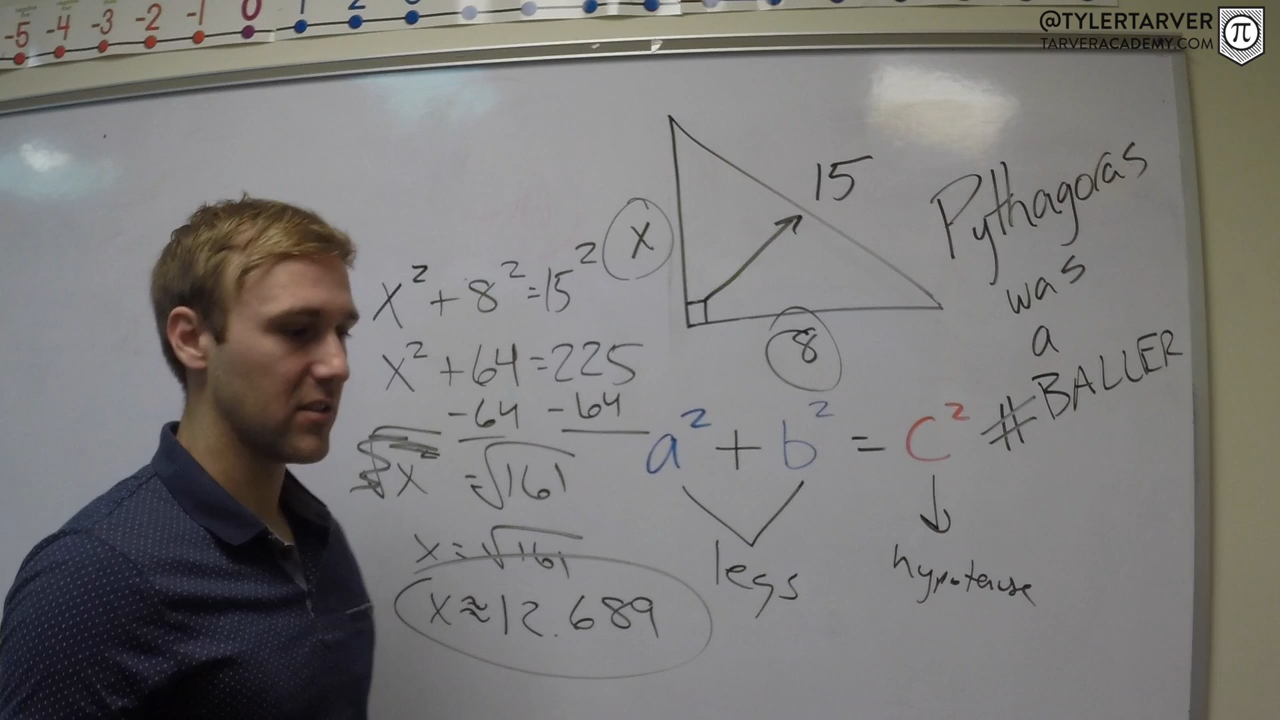 -5 -4 -3 -2 -1 0 1 2 3
@TYLERTARVER
TARVERACADEMY.COM
π
15
x
8
x² + 8² = 15²
x² + 64 = 225
-64 -64
√x² = √161
x = √161
x ≈ 12.689
Pythagoras
was
a
#BALLER
a² + b² = c²
legs
hypotenuse